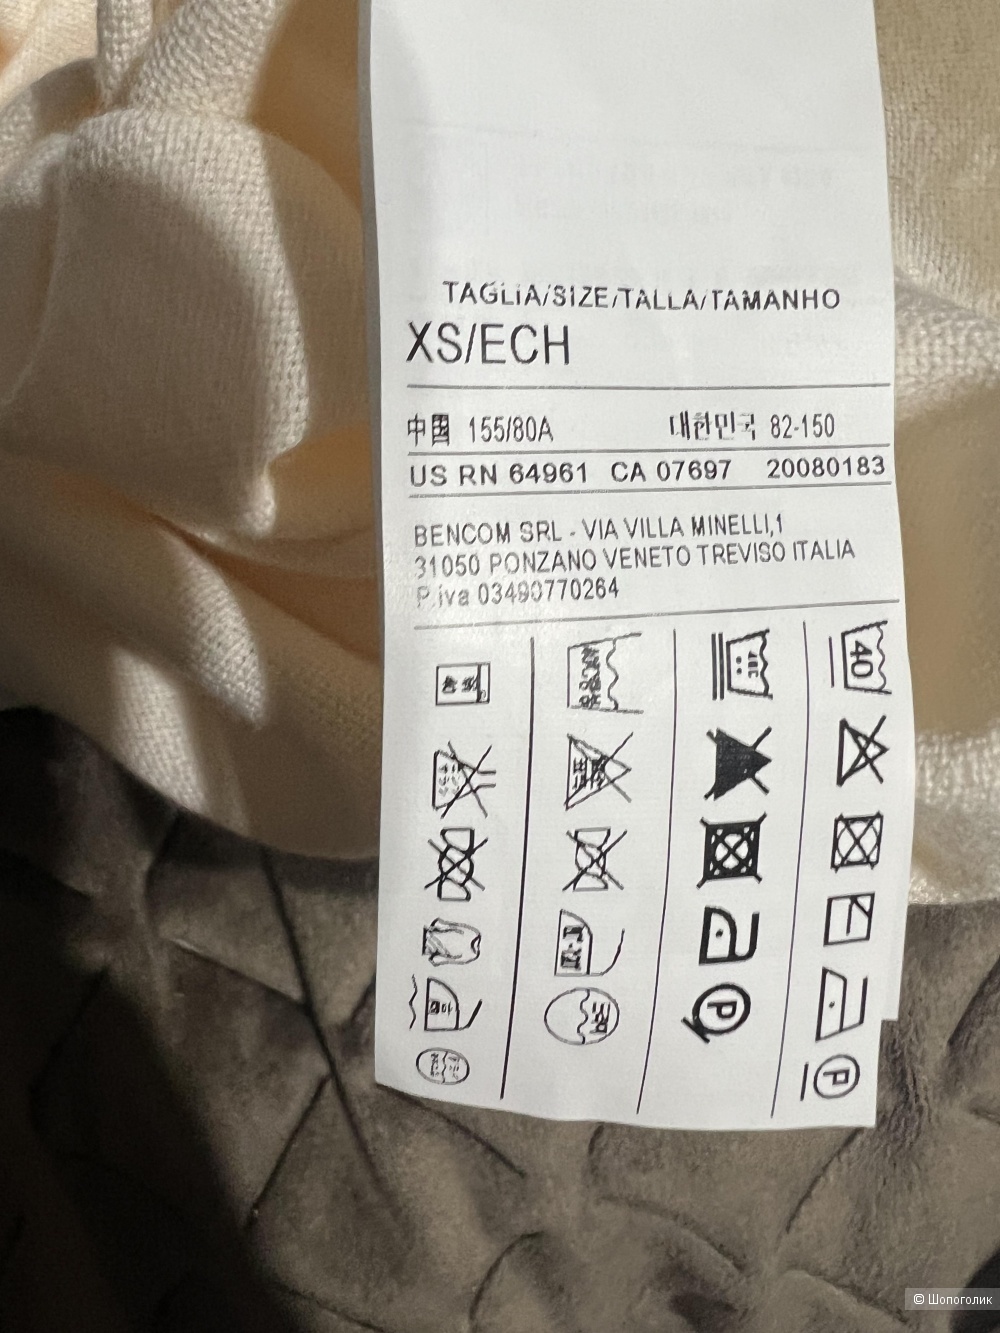 TAGLIA/SIZE/TALLA/TAMANHO
XS/ECH
中国 155/80A 대한민국 82-150
US RN 64961 CA 07697 20080183
BENCOM SRL - VIA VILLA MINELLI,1
31050 PONZANO VENETO TREVISO ITALIA
P.iva 03490770264
40
P
P
© Шопоголик